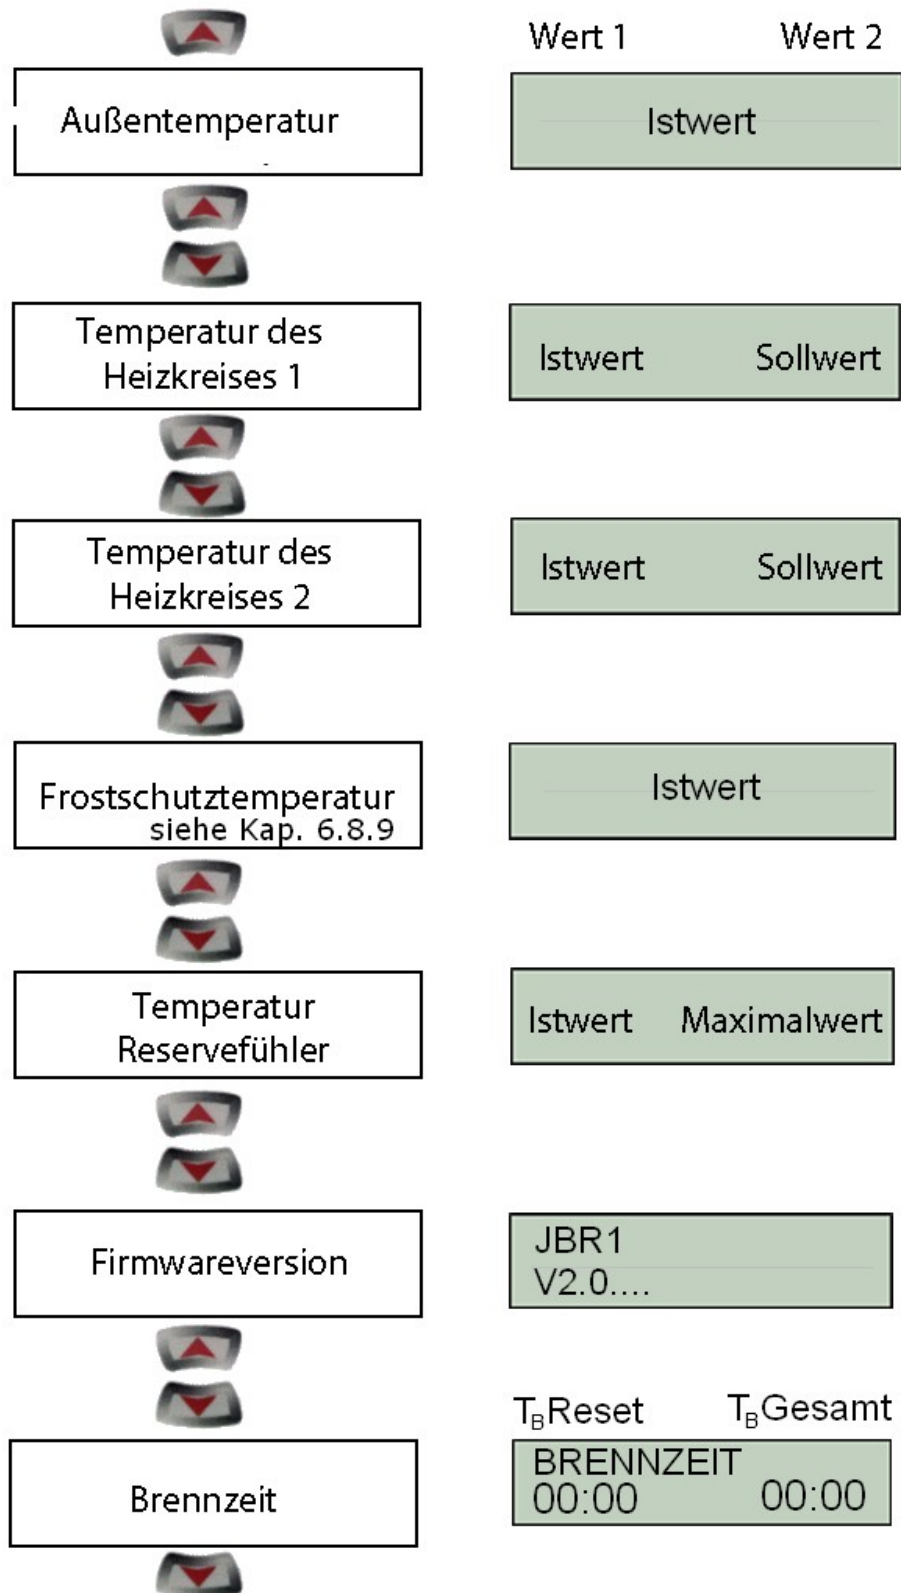 Wert 1 Wert 2
Außentemperatur
Istwert
Temperatur des
Heizkreises 1
Istwert Sollwert
Temperatur des
Heizkreises 2
Istwert Sollwert
Frostschutztemperatur
siehe Kap. 6.8.9
Istwert
Temperatur
Reservefühler
Istwert Maximalwert
Firmwareversion
JBR1
V2.0....
TBReset TBGesamt
Brennzeit
BRENNZEIT
00:00 00:00